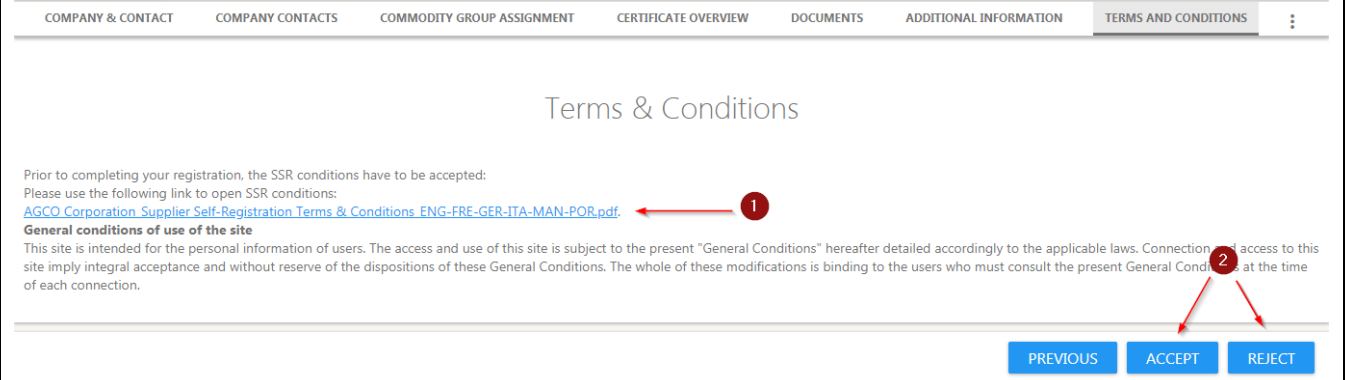 COMPANY & CONTACT COMPANY CONTACTS COMMODITY GROUP ASSIGNMENT CERTIFICATE OVERVIEW DOCUMENTS ADDITIONAL INFORMATION TERMS AND CONDITIONS
Terms & Conditions
Prior to completing your registration, the SSR conditions have to be accepted:
Please use the following link to open SSR conditions:
AGCO Corporation_Supplier Self-Registration Terms & Conditions_ENG-FRE-GER-ITA-MAN-POR.pdf.
1
General conditions of use of the site
This site is intended for the personal information of users. The access and use of this site is subject to the present "General Conditions" hereafter detailed accordingly to the applicable laws. Connection and access to this
site imply integral acceptance and without reserve of the dispositions of these General Conditions. The whole of these modifications is binding to the users who must consult the present General Conditions at the time
2
of each connection.
PREVIOUS ACCEPT REJECT